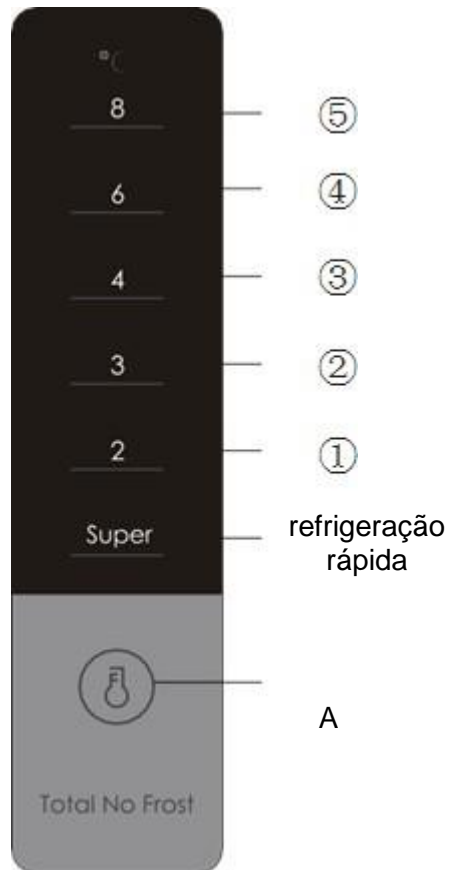 °C
8 ⑤
6 ④
4 ③
3 ②
2 ①
Super refrigeração
rápida
A
Total No Frost